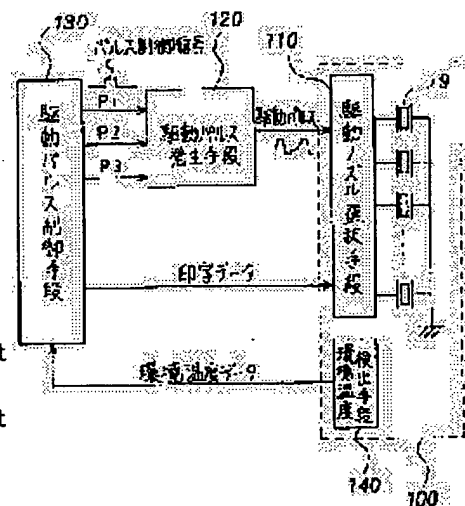 130
パルス制御信号
120
110
19
P1
P2
P3
駆動パルス制御手段
駆動パルス
発生手段
駆動パルス
駆動ノズル選択手段
印字データ
t
環境温度データ
検出手段
環境温度
t
140
100